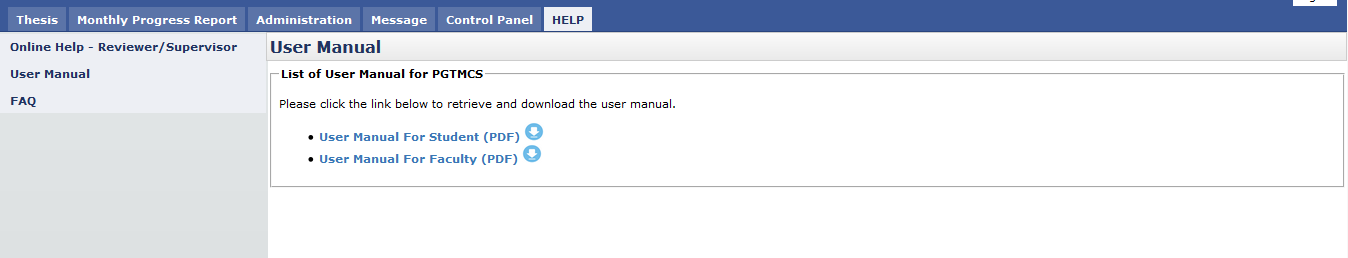 Thesis Monthly Progress Report Administration Message Control Panel HELP
Online Help - Reviewer/Supervisor
User Manual
FAQ
User Manual
List of User Manual for PGTMCS
Please click the link below to retrieve and download the user manual.
• User Manual For Student (PDF)
• User Manual For Faculty (PDF)